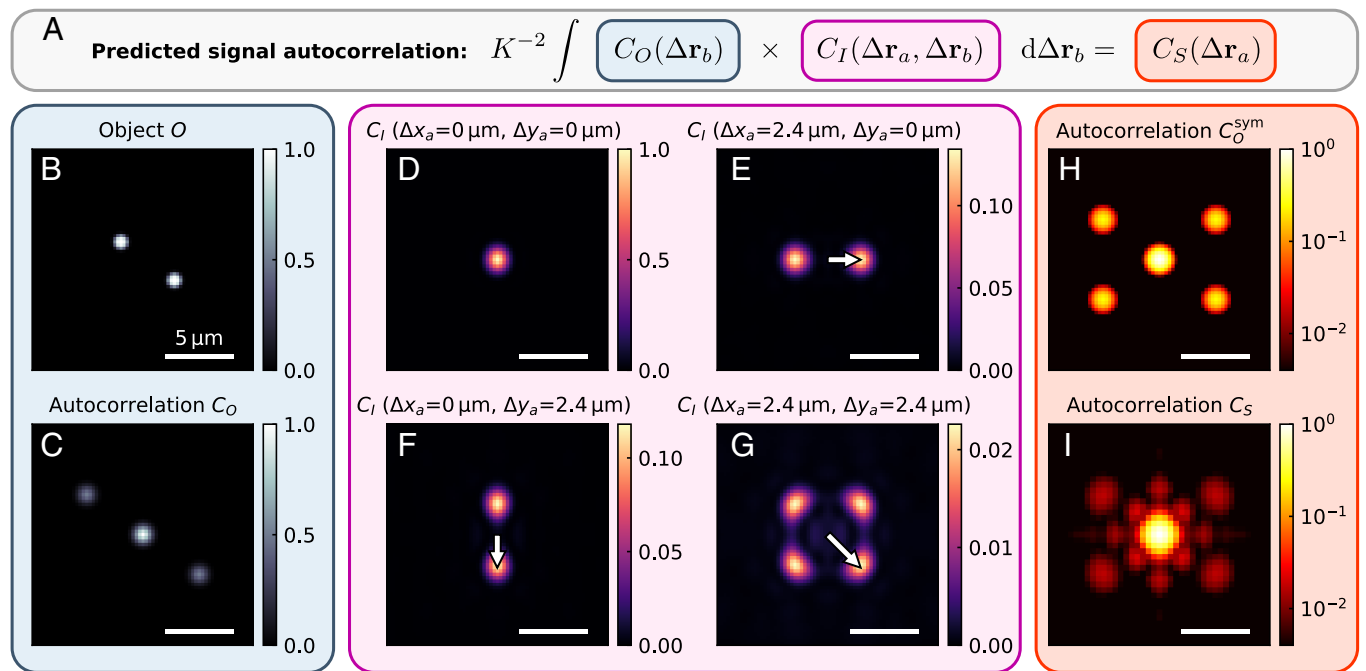 A
Predicted signal autocorrelation: K⁻² ∫ C_O(Δr_b) × C_I(Δr_a, Δr_b) dΔr_b = C_S(Δr_a)
Object O
B
5 μm
1.0
0.5
0.0
Autocorrelation C_O
C
1.0
0.5
0.0
C_I (Δx_a=0 μm, Δy_a=0 μm)
D
1.0
0.5
0.0
C_I (Δx_a=2.4 μm, Δy_a=0 μm)
E
0.10
0.05
0.00
C_I (Δx_a=0 μm, Δy_a=2.4 μm)
F
0.10
0.05
0.00
C_I (Δx_a=2.4 μm, Δy_a=2.4 μm)
G
0.02
0.01
0.00
Autocorrelation C_O^sym
H
10⁰
10⁻¹
10⁻²
Autocorrelation C_S
I
10⁰
10⁻¹
10⁻²